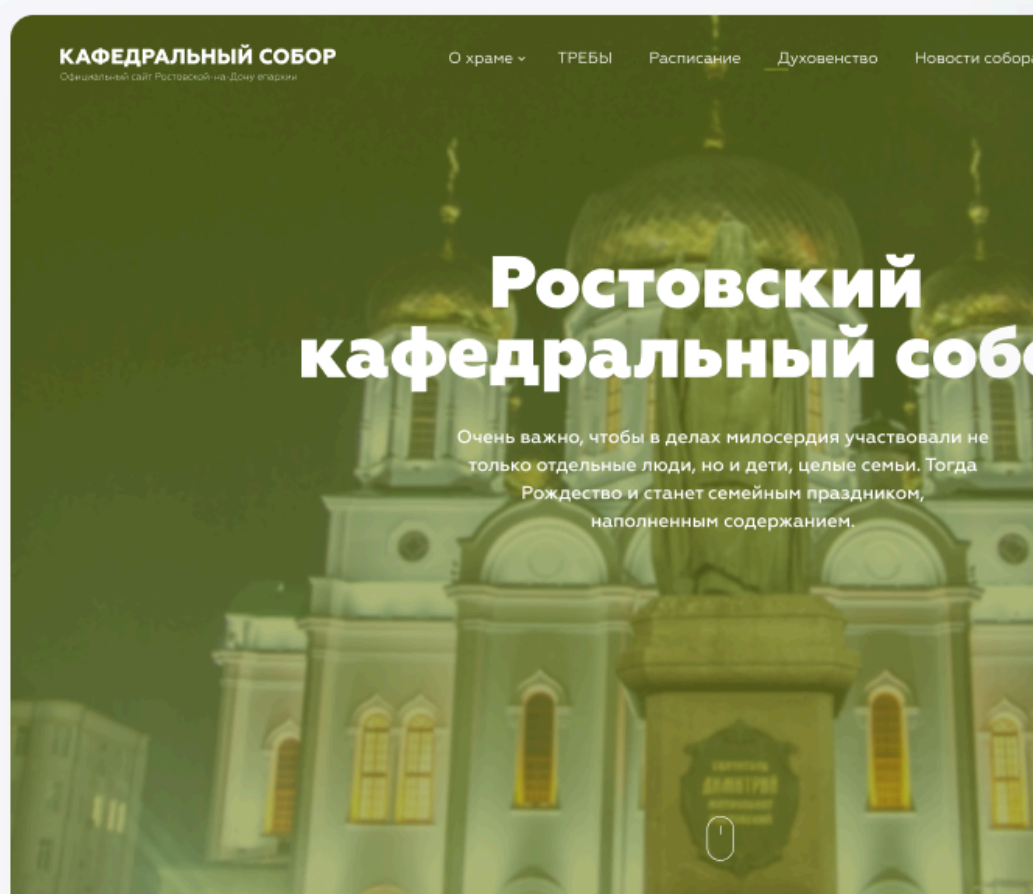 КАФЕДРАЛЬНЫЙ СОБОР
Официальный сайт Ростовской-на-Дону епархии
О храме ТРЕБЫ Расписание Духовенство Новости собора
Ростовский
кафедральный собо
Очень важно, чтобы в делах милосердия участвовали не
только отдельные люди, но и дети, целые семьи. Тогда
Рождество и станет семейным праздником,
наполненным содержанием.
СВЯТИТЕЛЬ
ДИМИТРИЙ